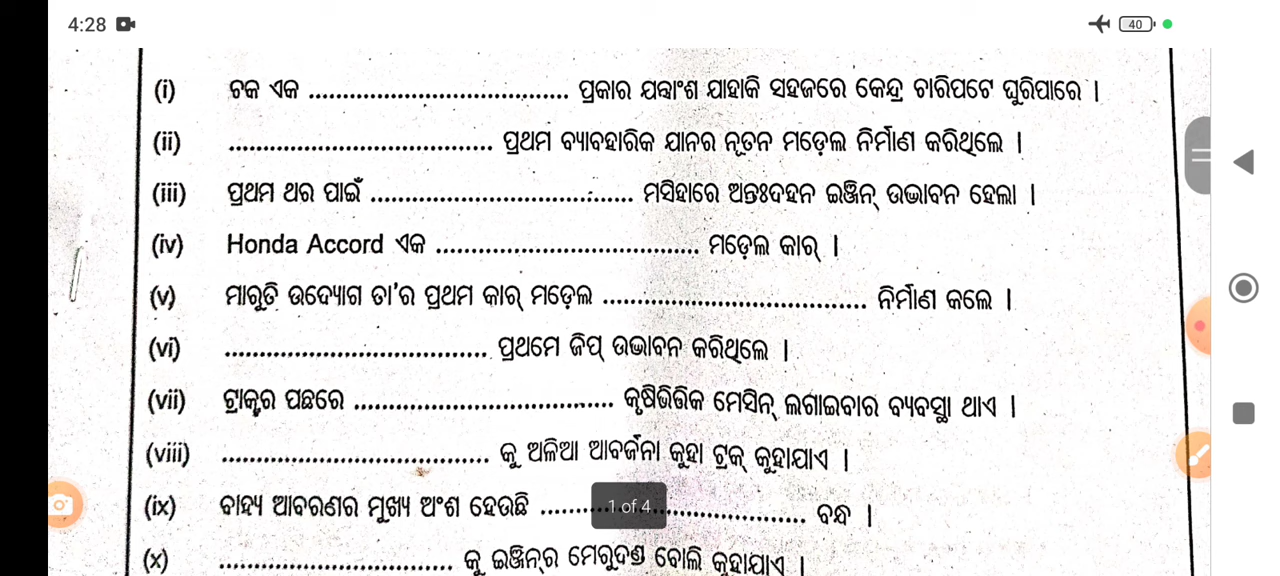 4:28
40
(i) ଚକ ଏକ ........................................ ପ୍ରକାର ଯନ୍ତ୍ରାଂଶ ଯାହାକି ସହଜରେ କେନ୍ଦ୍ର ଚାରିପଟେ ଘୁରିପାରେ ।
(ii) ........................................ ପ୍ରଥମ ବ୍ୟାବହାରିକ ଯାନର ନୂତନ ମଡ଼େଲ ନିର୍ମାଣ କରିଥିଲେ ।
(iii) ପ୍ରଥମ ଥର ପାଇଁ ........................................ ମସିହାରେ ଅନ୍ତଃଦହନ ଇଞ୍ଜିନ୍ ଉଦ୍ଭାବନ ହେଲା ।
(iv) Honda Accord ଏକ ........................................ ମଡ଼େଲ କାର୍ ।
(v) ମାରୁତି ଉଦ୍ୟୋଗ ତା'ର ପ୍ରଥମ କାର୍ ମଡ଼େଲ ........................................ ନିର୍ମାଣ କଲେ ।
(vi) ........................................ ପ୍ରଥମେ ଜିପ୍ ଉଦ୍ଭାବନ କରିଥିଲେ ।
(vii) ଟ୍ରାକ୍ଟର ପଛରେ ........................................ କୃଷିଭିତ୍ତିକ ମେସିନ୍ ଲଗାଇବାର ବ୍ୟବସ୍ଥା ଥାଏ ।
(viii) ........................................ କୁ ଅଳିଆ ଆବର୍ଜନା କୁହା ଟ୍ରକ୍ କୁହାଯାଏ ।
(ix) ବାହ୍ୟ ଆବରଣର ମୁଖ୍ୟ ଅଂଶ ହେଉଛି ........................................ ବନ୍ଧ ।
1 of 4
(x) ........................................ କୁ ଇଞ୍ଜିନ୍‌ର ମେରୁଦଣ୍ଡ ବୋଲି କୁହାଯାଏ ।